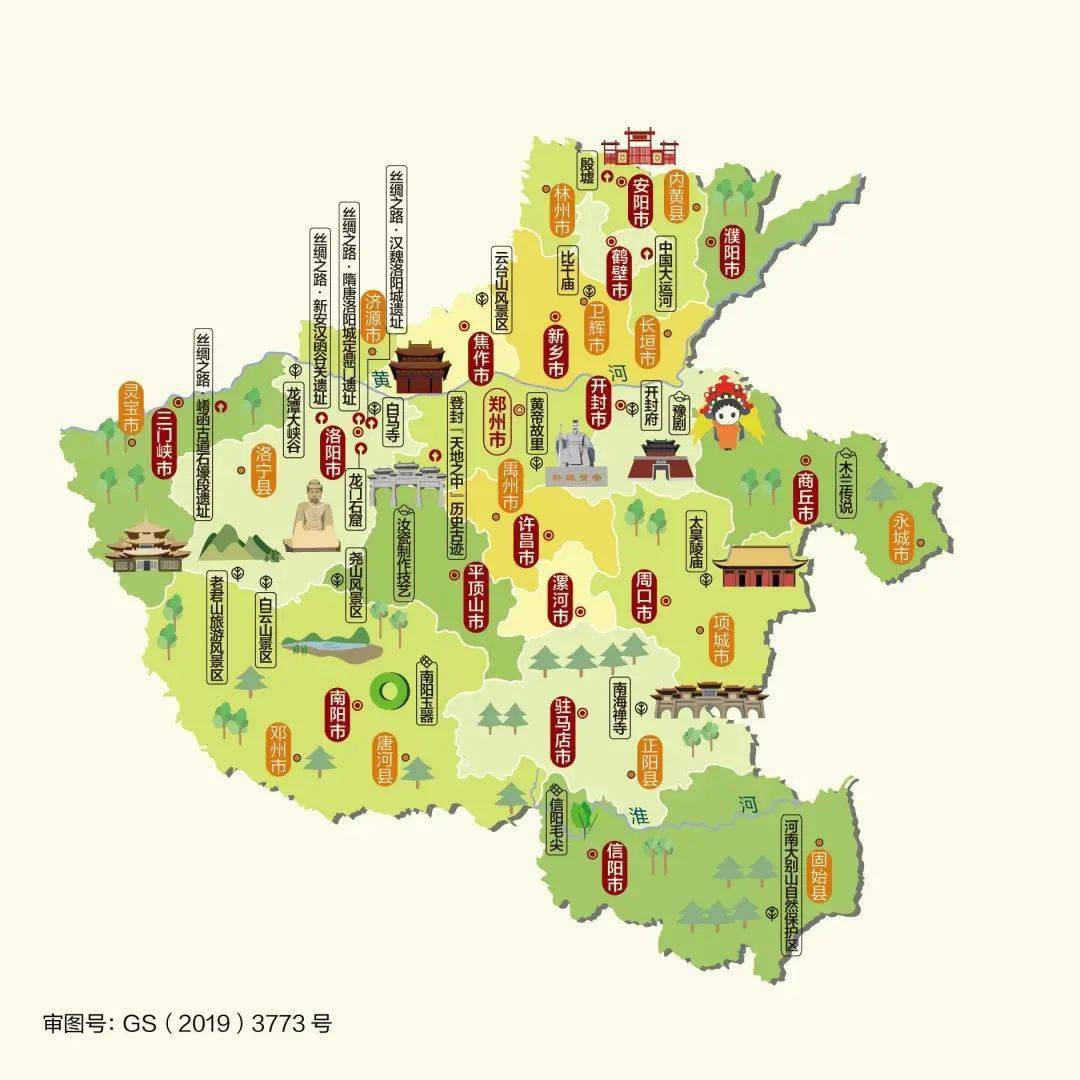 殷墟
安阳市
内黄县
林州市
濮阳市
鹤壁市
中国大运河
比干庙
卫辉市
长垣市
新乡市
云台山风景区
焦作市
丝绸之路·汉魏洛阳城遗址
丝绸之路·隋唐洛阳城定鼎门遗址
丝绸之路·新安汉函谷关遗址
济源市
黄
河
丝绸之路·崤函古道石壕段遗址
灵宝市
三门峡市
龙潭大峡谷
洛阳市
白马寺
洛宁县
龙门石窟
登封「天地之中」历史古迹
郑州市
黄帝故里
轩辕黄帝
开封市
开封府
豫剧
商丘市
木兰传说
永城市
禹州市
许昌市
汝瓷制作技艺
尧山风景区
平顶山市
漯河市
周口市
太昊陵庙
项城市
老君山旅游风景区
白云山景区
南阳玉器
南阳市
邓州市
唐河县
驻马店市
南海禅寺
正阳县
信阳毛尖
淮
河
信阳市
河南大别山自然保护区
固始县
审图号：GS（2019）3773号